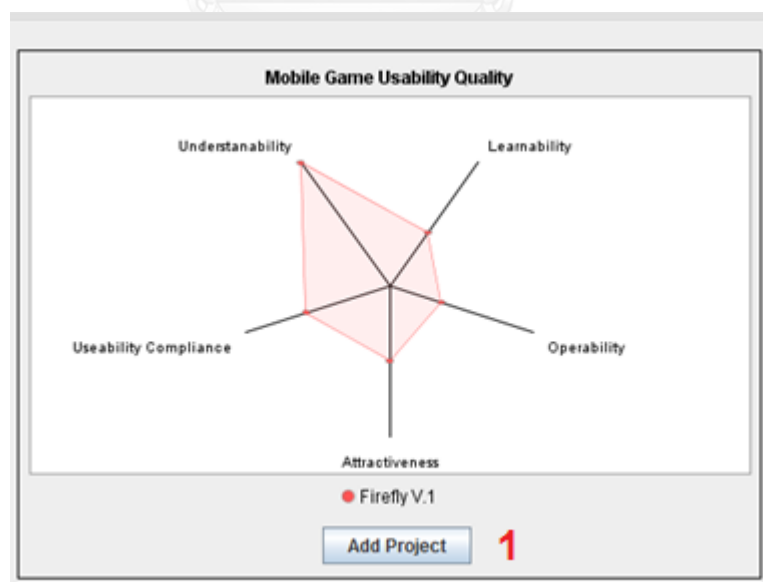 Mobile Game Usability Quality
Understanability
Learnability
Useability Compliance
Operability
Attractiveness
Firefly V.1
Add Project
1